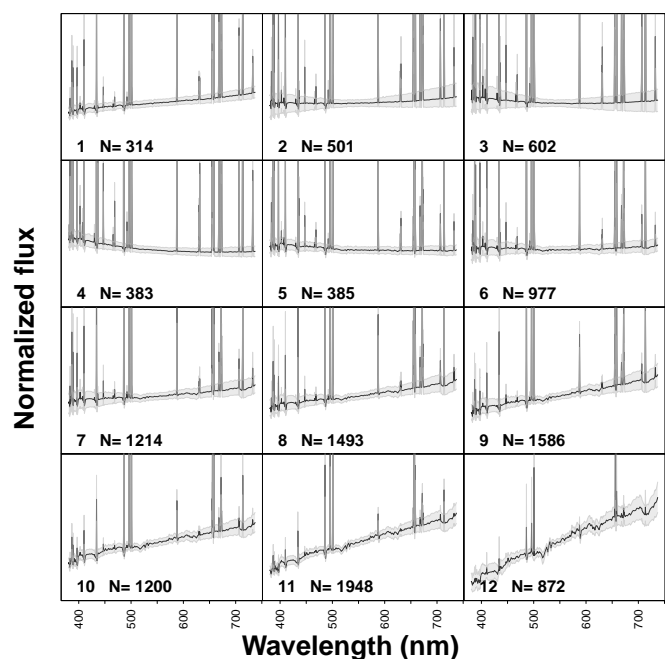 Normalized flux
1 N= 314
2 N= 501
3 N= 602
4 N= 383
5 N= 385
6 N= 977
7 N= 1214
8 N= 1493
9 N= 1586
10 N= 1200
11 N= 1948
12 N= 872
400 500 600 700 400 500 600 700 400 500 600 700
Wavelength (nm)